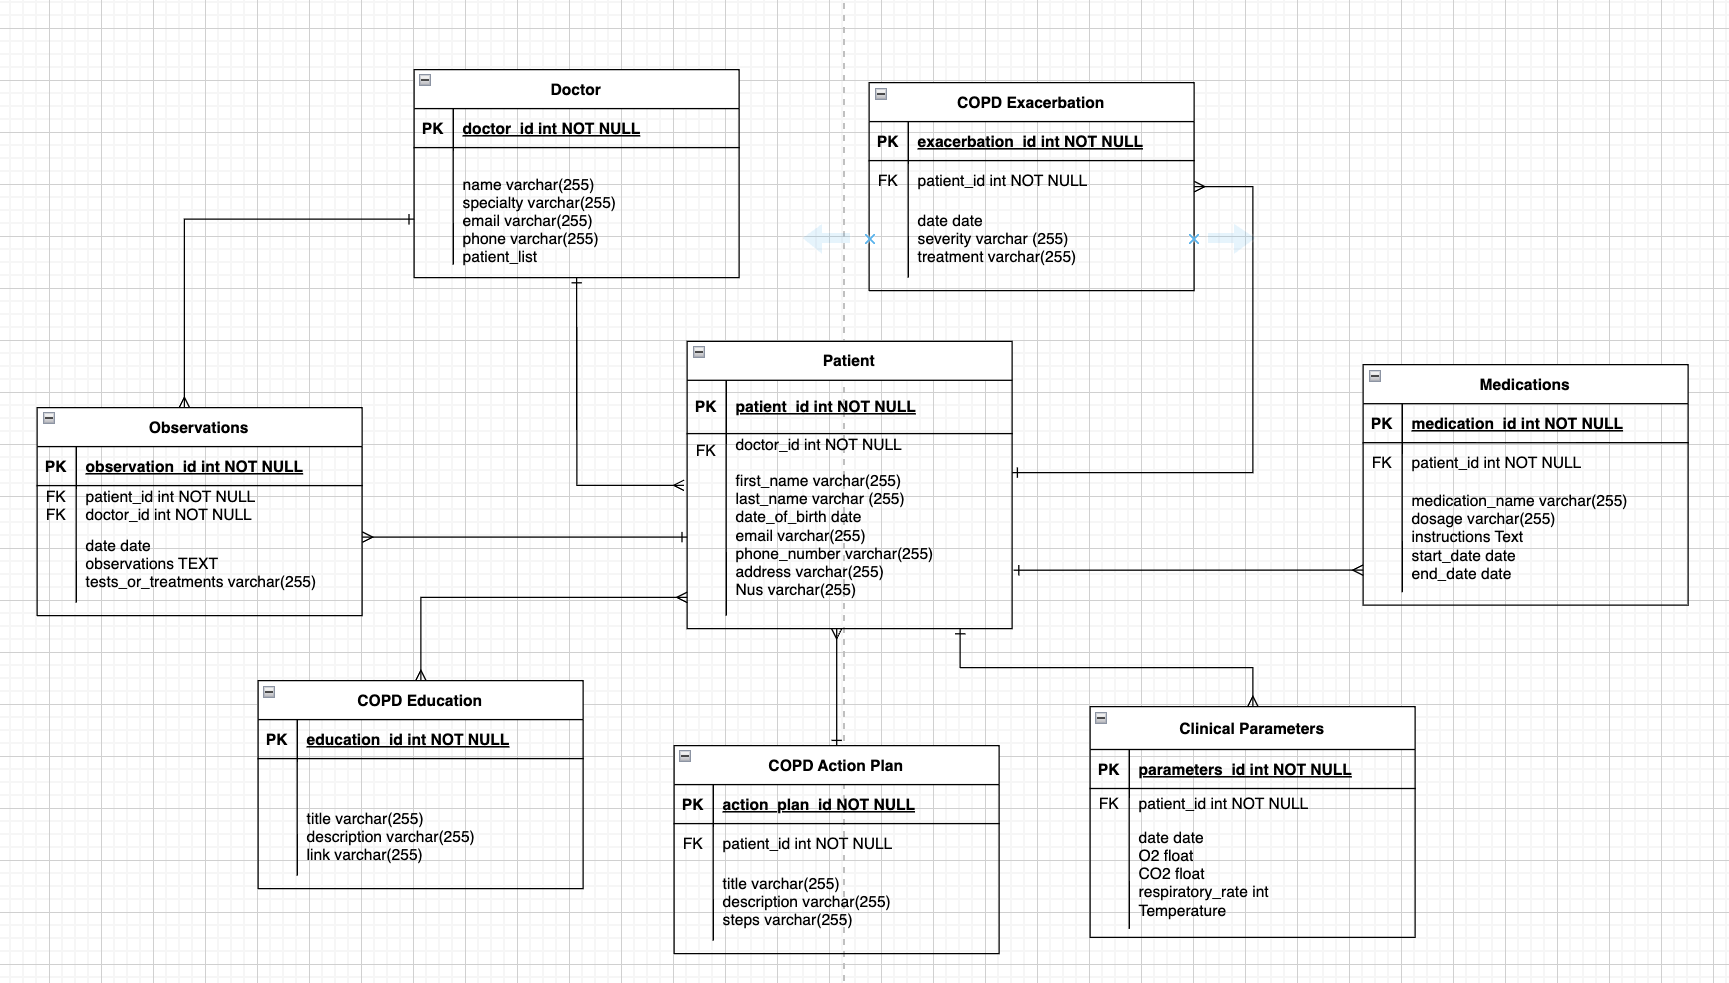 Doctor
PK doctor_id int NOT NULL
name varchar(255)
specialty varchar(255)
email varchar(255)
phone varchar(255)
patient_list
COPD Exacerbation
PK exacerbation_id int NOT NULL
FK patient_id int NOT NULL
date date
severity varchar (255)
treatment varchar(255)
Patient
PK patient_id int NOT NULL
FK doctor_id int NOT NULL
first_name varchar(255)
last_name varchar (255)
date_of_birth date
email varchar(255)
phone_number varchar(255)
address varchar(255)
Nus varchar(255)
Medications
PK medication_id int NOT NULL
FK patient_id int NOT NULL
medication_name varchar(255)
dosage varchar(255)
instructions Text
start_date date
end_date date
Observations
PK observation_id int NOT NULL
FK patient_id int NOT NULL
FK doctor_id int NOT NULL
date date
observations TEXT
tests_or_treatments varchar(255)
COPD Education
PK education_id int NOT NULL
title varchar(255)
description varchar(255)
link varchar(255)
COPD Action Plan
PK action_plan_id NOT NULL
FK patient_id int NOT NULL
title varchar(255)
description varchar(255)
steps varchar(255)
Clinical Parameters
PK parameters_id int NOT NULL
FK patient_id int NOT NULL
date date
O2 float
CO2 float
respiratory_rate int
Temperature